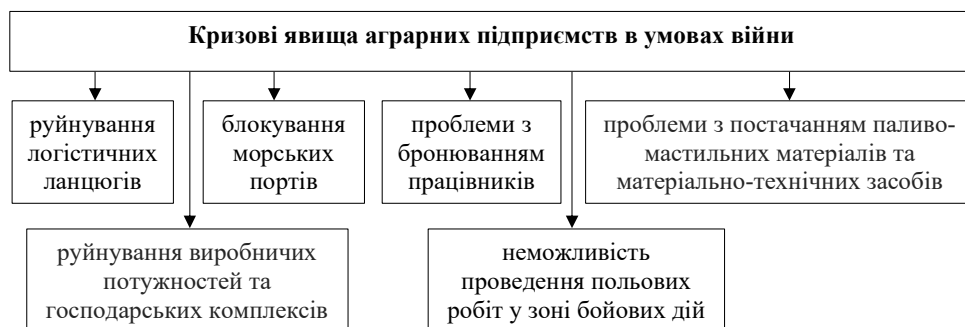 Кризові явища аграрних підприємств в умовах війни
руйнування
логістичних
ланцюгів
блокування
морських
портів
проблеми з
бронюванням
працівників
проблеми з постачанням паливо-
мастильних матеріалів та
матеріально-технічних засобів
руйнування виробничих
потужностей та
господарських комплексів
неможливість
проведення польових
робіт у зоні бойових дій